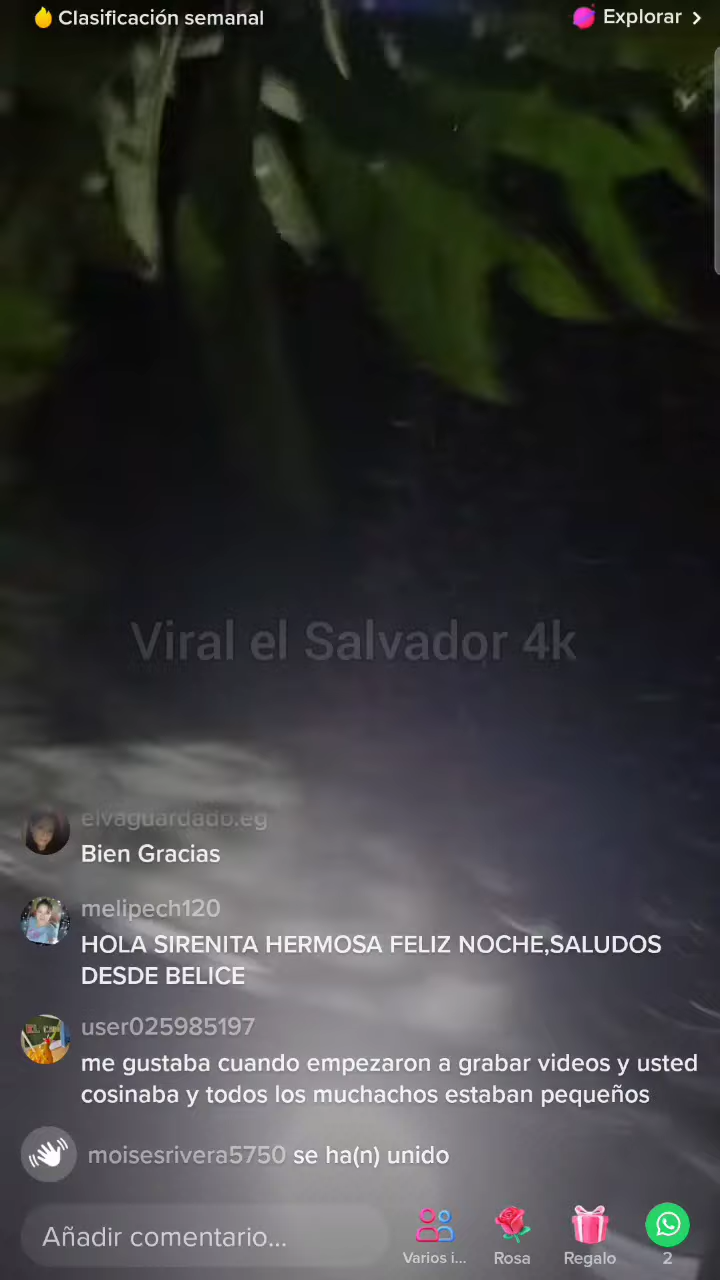 Clasificación semanal
Explorar
Viral el Salvador 4k
elvaguardado.eg
Bien Gracias
melipech120
HOLA SIRENITA HERMOSA FELIZ NOCHE,SALUDOS
DESDE BELICE
user025985197
me gustaba cuando empezaron a grabar videos y usted
cosinaba y todos los muchachos estaban pequeños
moisesrivera5750 se ha(n) unido
Añadir comentario...
Varios i...
Rosa
Regalo
2